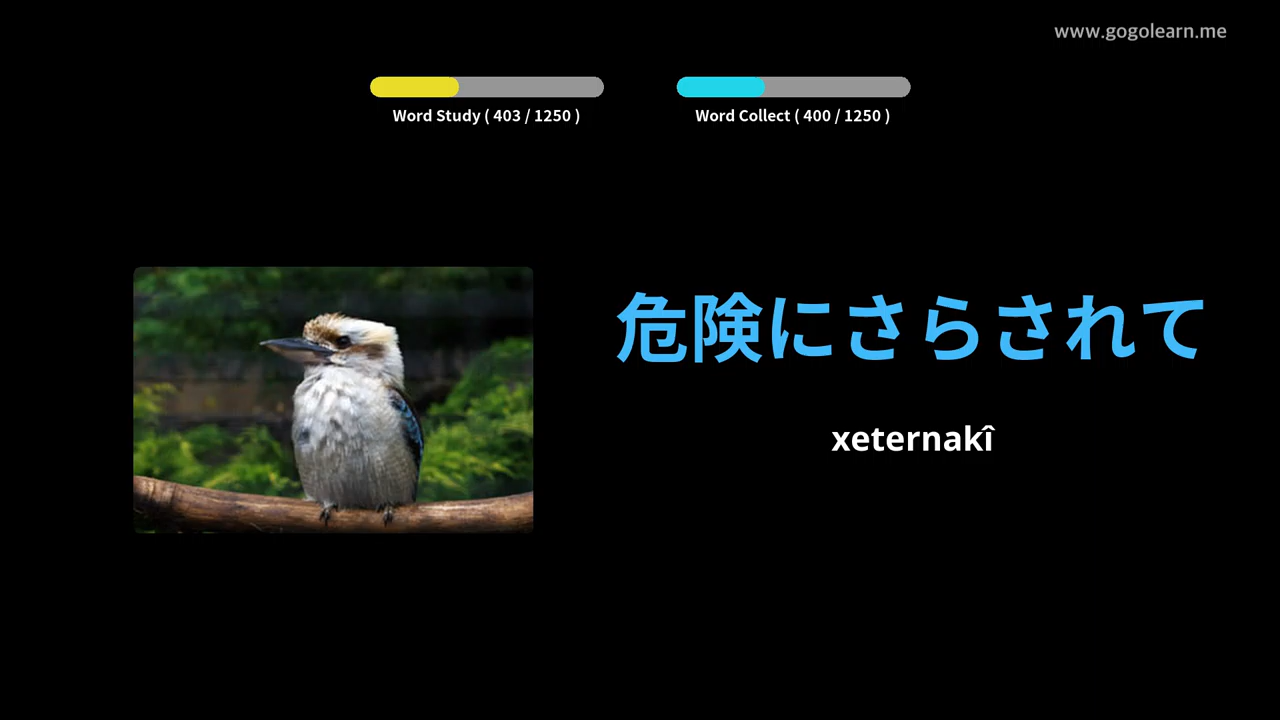 www.gogolearn.me
Word Study ( 403 / 1250 )
Word Collect ( 400 / 1250 )
危険にさらされて
xeternakî